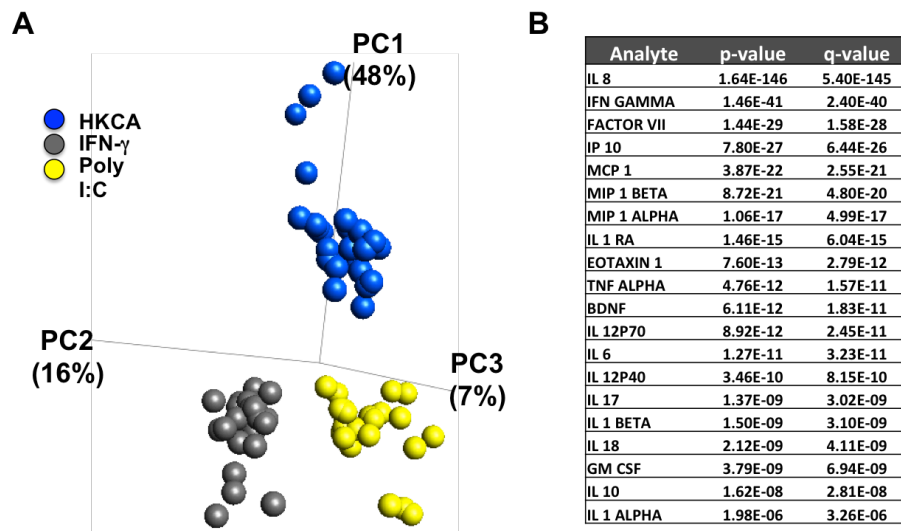 A
B
PC1
(48%)
HKCA
IFN-γ
Poly
I:C
PC2
(16%)
PC3
(7%)
Analyte p-value q-value
IL 8 1.64E-146 5.40E-145
IFN GAMMA 1.46E-41 2.40E-40
FACTOR VII 1.44E-29 1.58E-28
IP 10 7.80E-27 6.44E-26
MCP 1 3.87E-22 2.55E-21
MIP 1 BETA 8.72E-21 4.80E-20
MIP 1 ALPHA 1.06E-17 4.99E-17
IL 1 RA 1.46E-15 6.04E-15
EOTAXIN 1 7.60E-13 2.79E-12
TNF ALPHA 4.76E-12 1.57E-11
BDNF 6.11E-12 1.83E-11
IL 12P70 8.92E-12 2.45E-11
IL 6 1.27E-11 3.23E-11
IL 12P40 3.46E-10 8.15E-10
IL 17 1.37E-09 3.02E-09
IL 1 BETA 1.50E-09 3.10E-09
IL 18 2.12E-09 4.11E-09
GM CSF 3.79E-09 6.94E-09
IL 10 1.62E-08 2.81E-08
IL 1 ALPHA 1.98E-06 3.26E-06